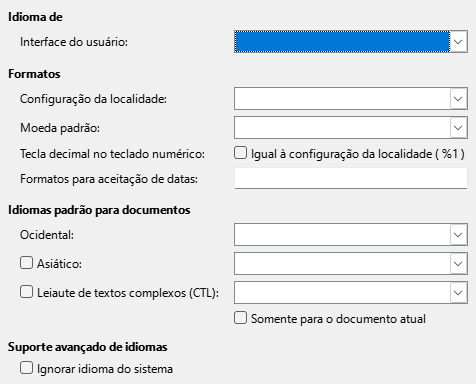 Idioma de
Interface do usuário:
Formatos
Configuração da localidade:
Moeda padrão:
Tecla decimal no teclado numérico: Igual à configuração da localidade ( %1 )
Formatos para aceitação de datas:
Idiomas padrão para documentos
Ocidental:
Asiático:
Leiaute de textos complexos (CTL):
Somente para o documento atual
Suporte avançado de idiomas
Ignorar idioma do sistema